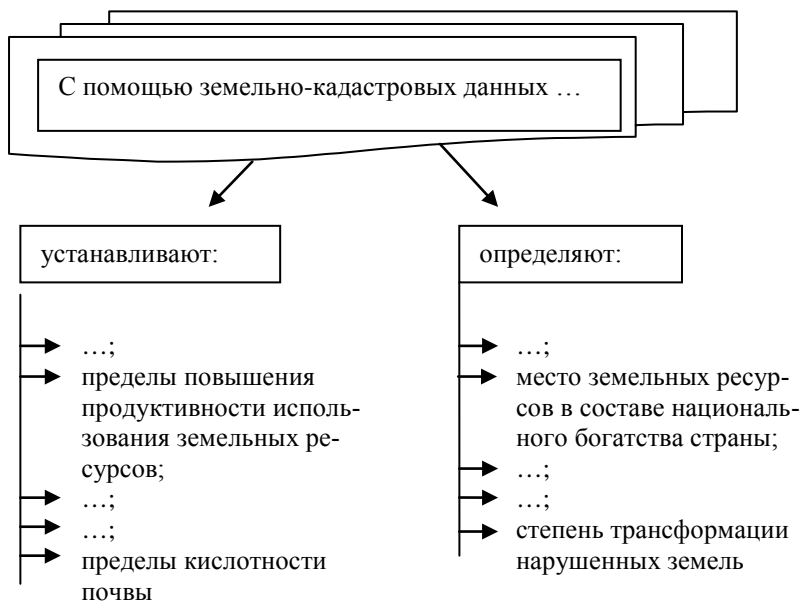 С помощью земельно-кадастровых данных …
устанавливают:
…;
пределы повышения
продуктивности исполь-
зования земельных ре-
сурсов;
…;
…;
пределы кислотности
почвы
определяют:
…;
место земельных ресур-
сов в составе националь-
ного богатства страны;
…;
…;
степень трансформации
нарушенных земель